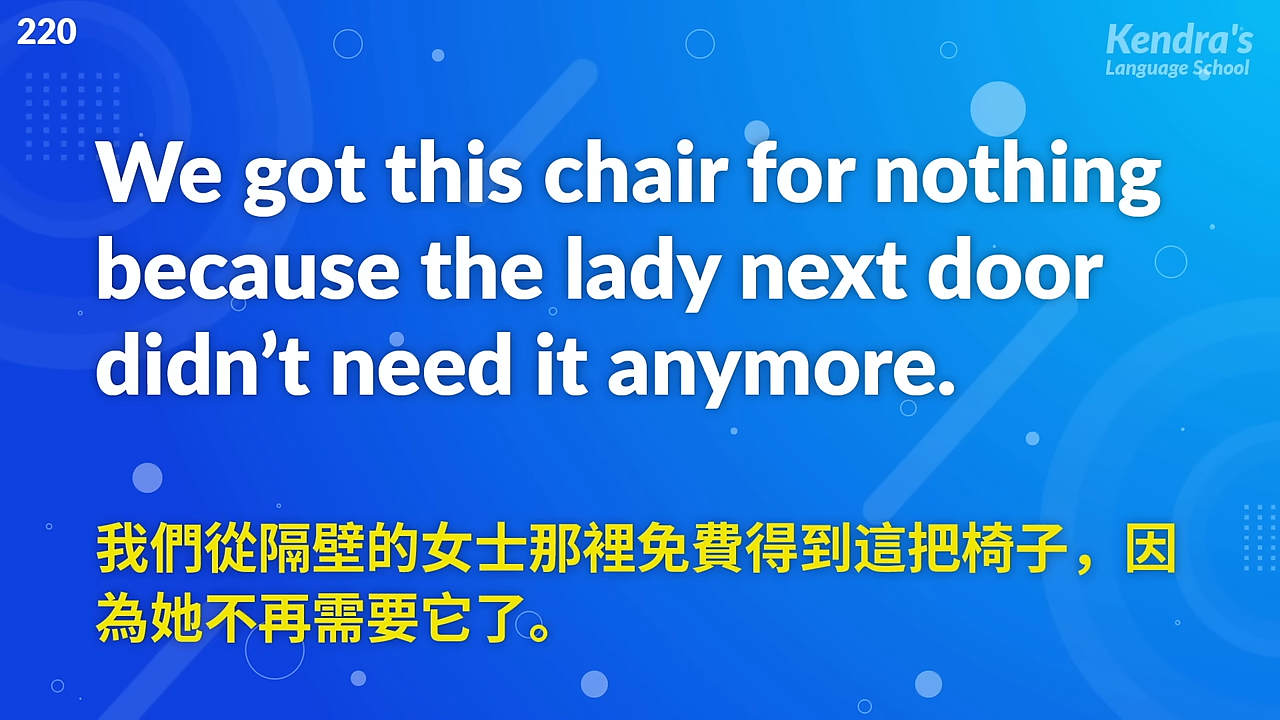 220
Kendra's
Language School
We got this chair for nothing
because the lady next door
didn’t need it anymore.
我們從隔壁的女士那裡免費得到這把椅子，因
為她不再需要它了。